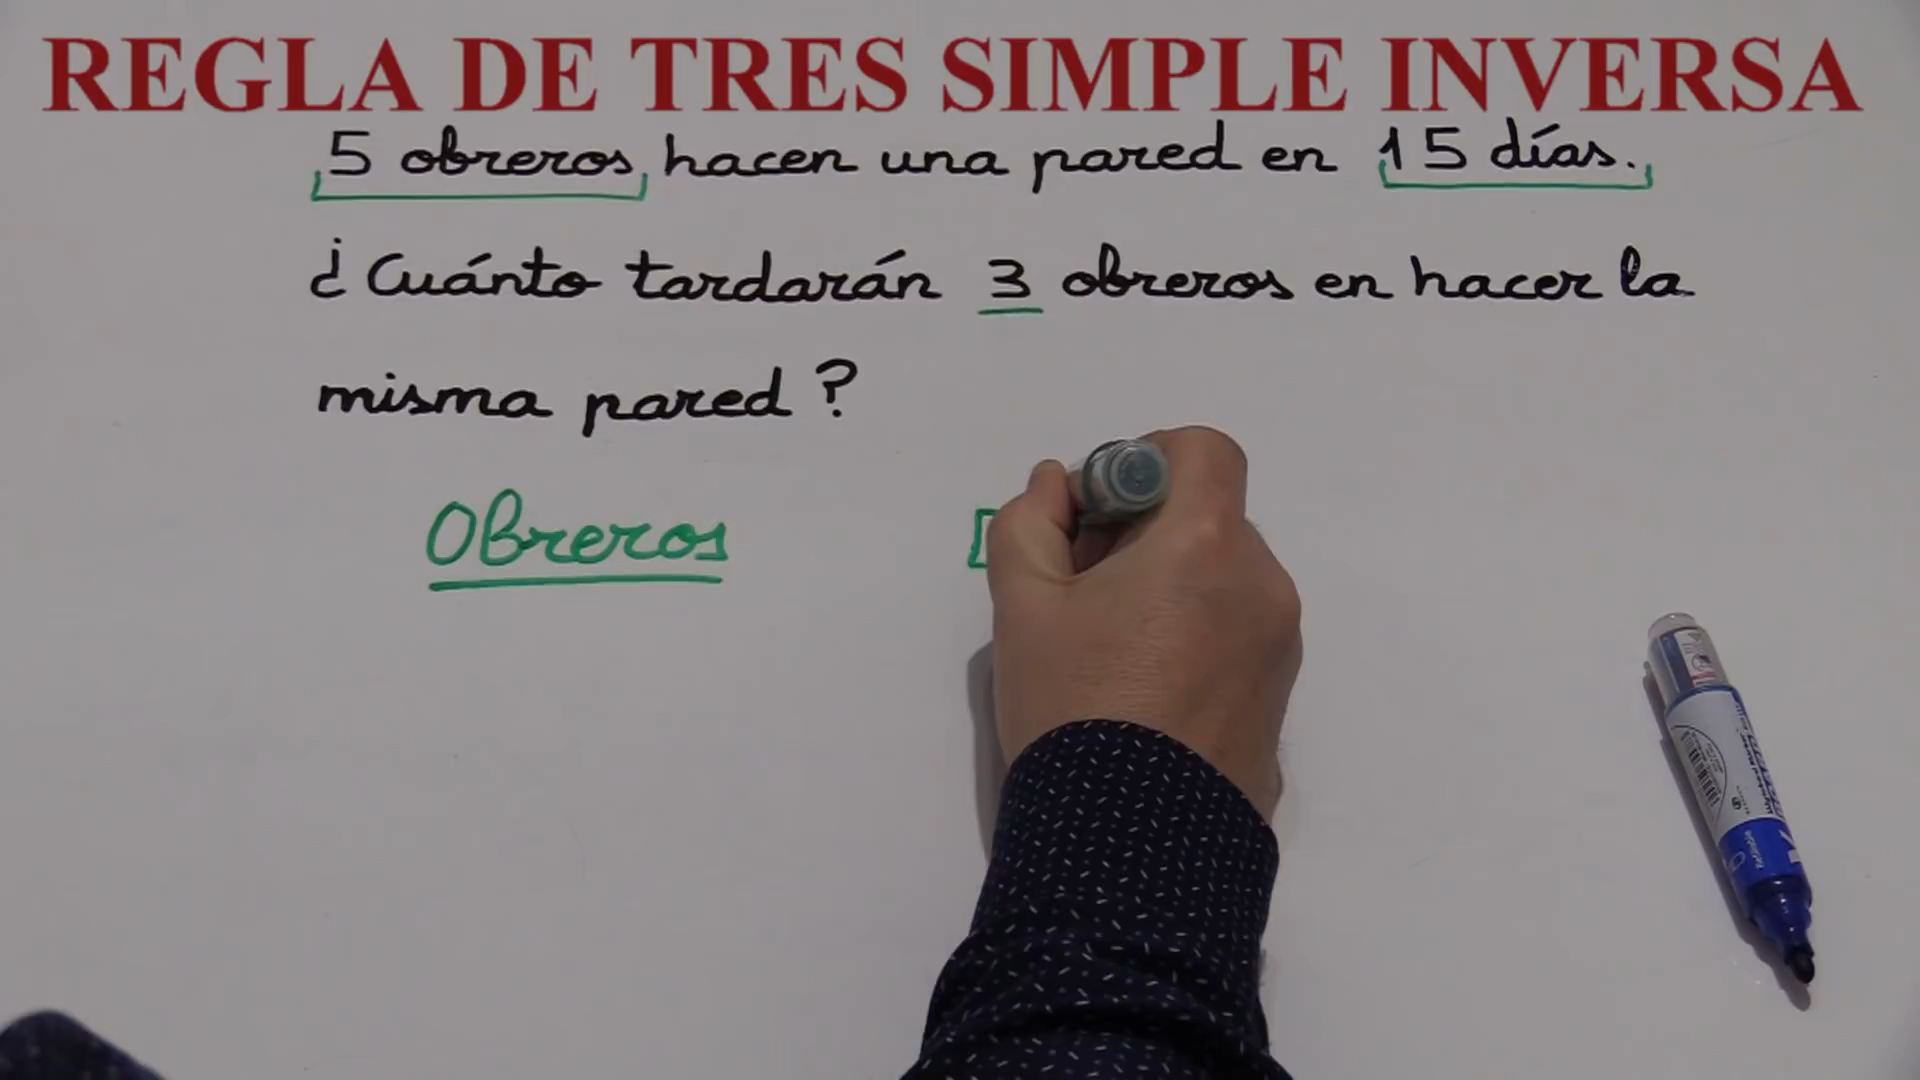 REGLA DE TRES SIMPLE INVERSA
5 obreros hacen una pared en 15 días.
¿Cuánto tardarán 3 obreros en hacer la
misma pared?
Obreros